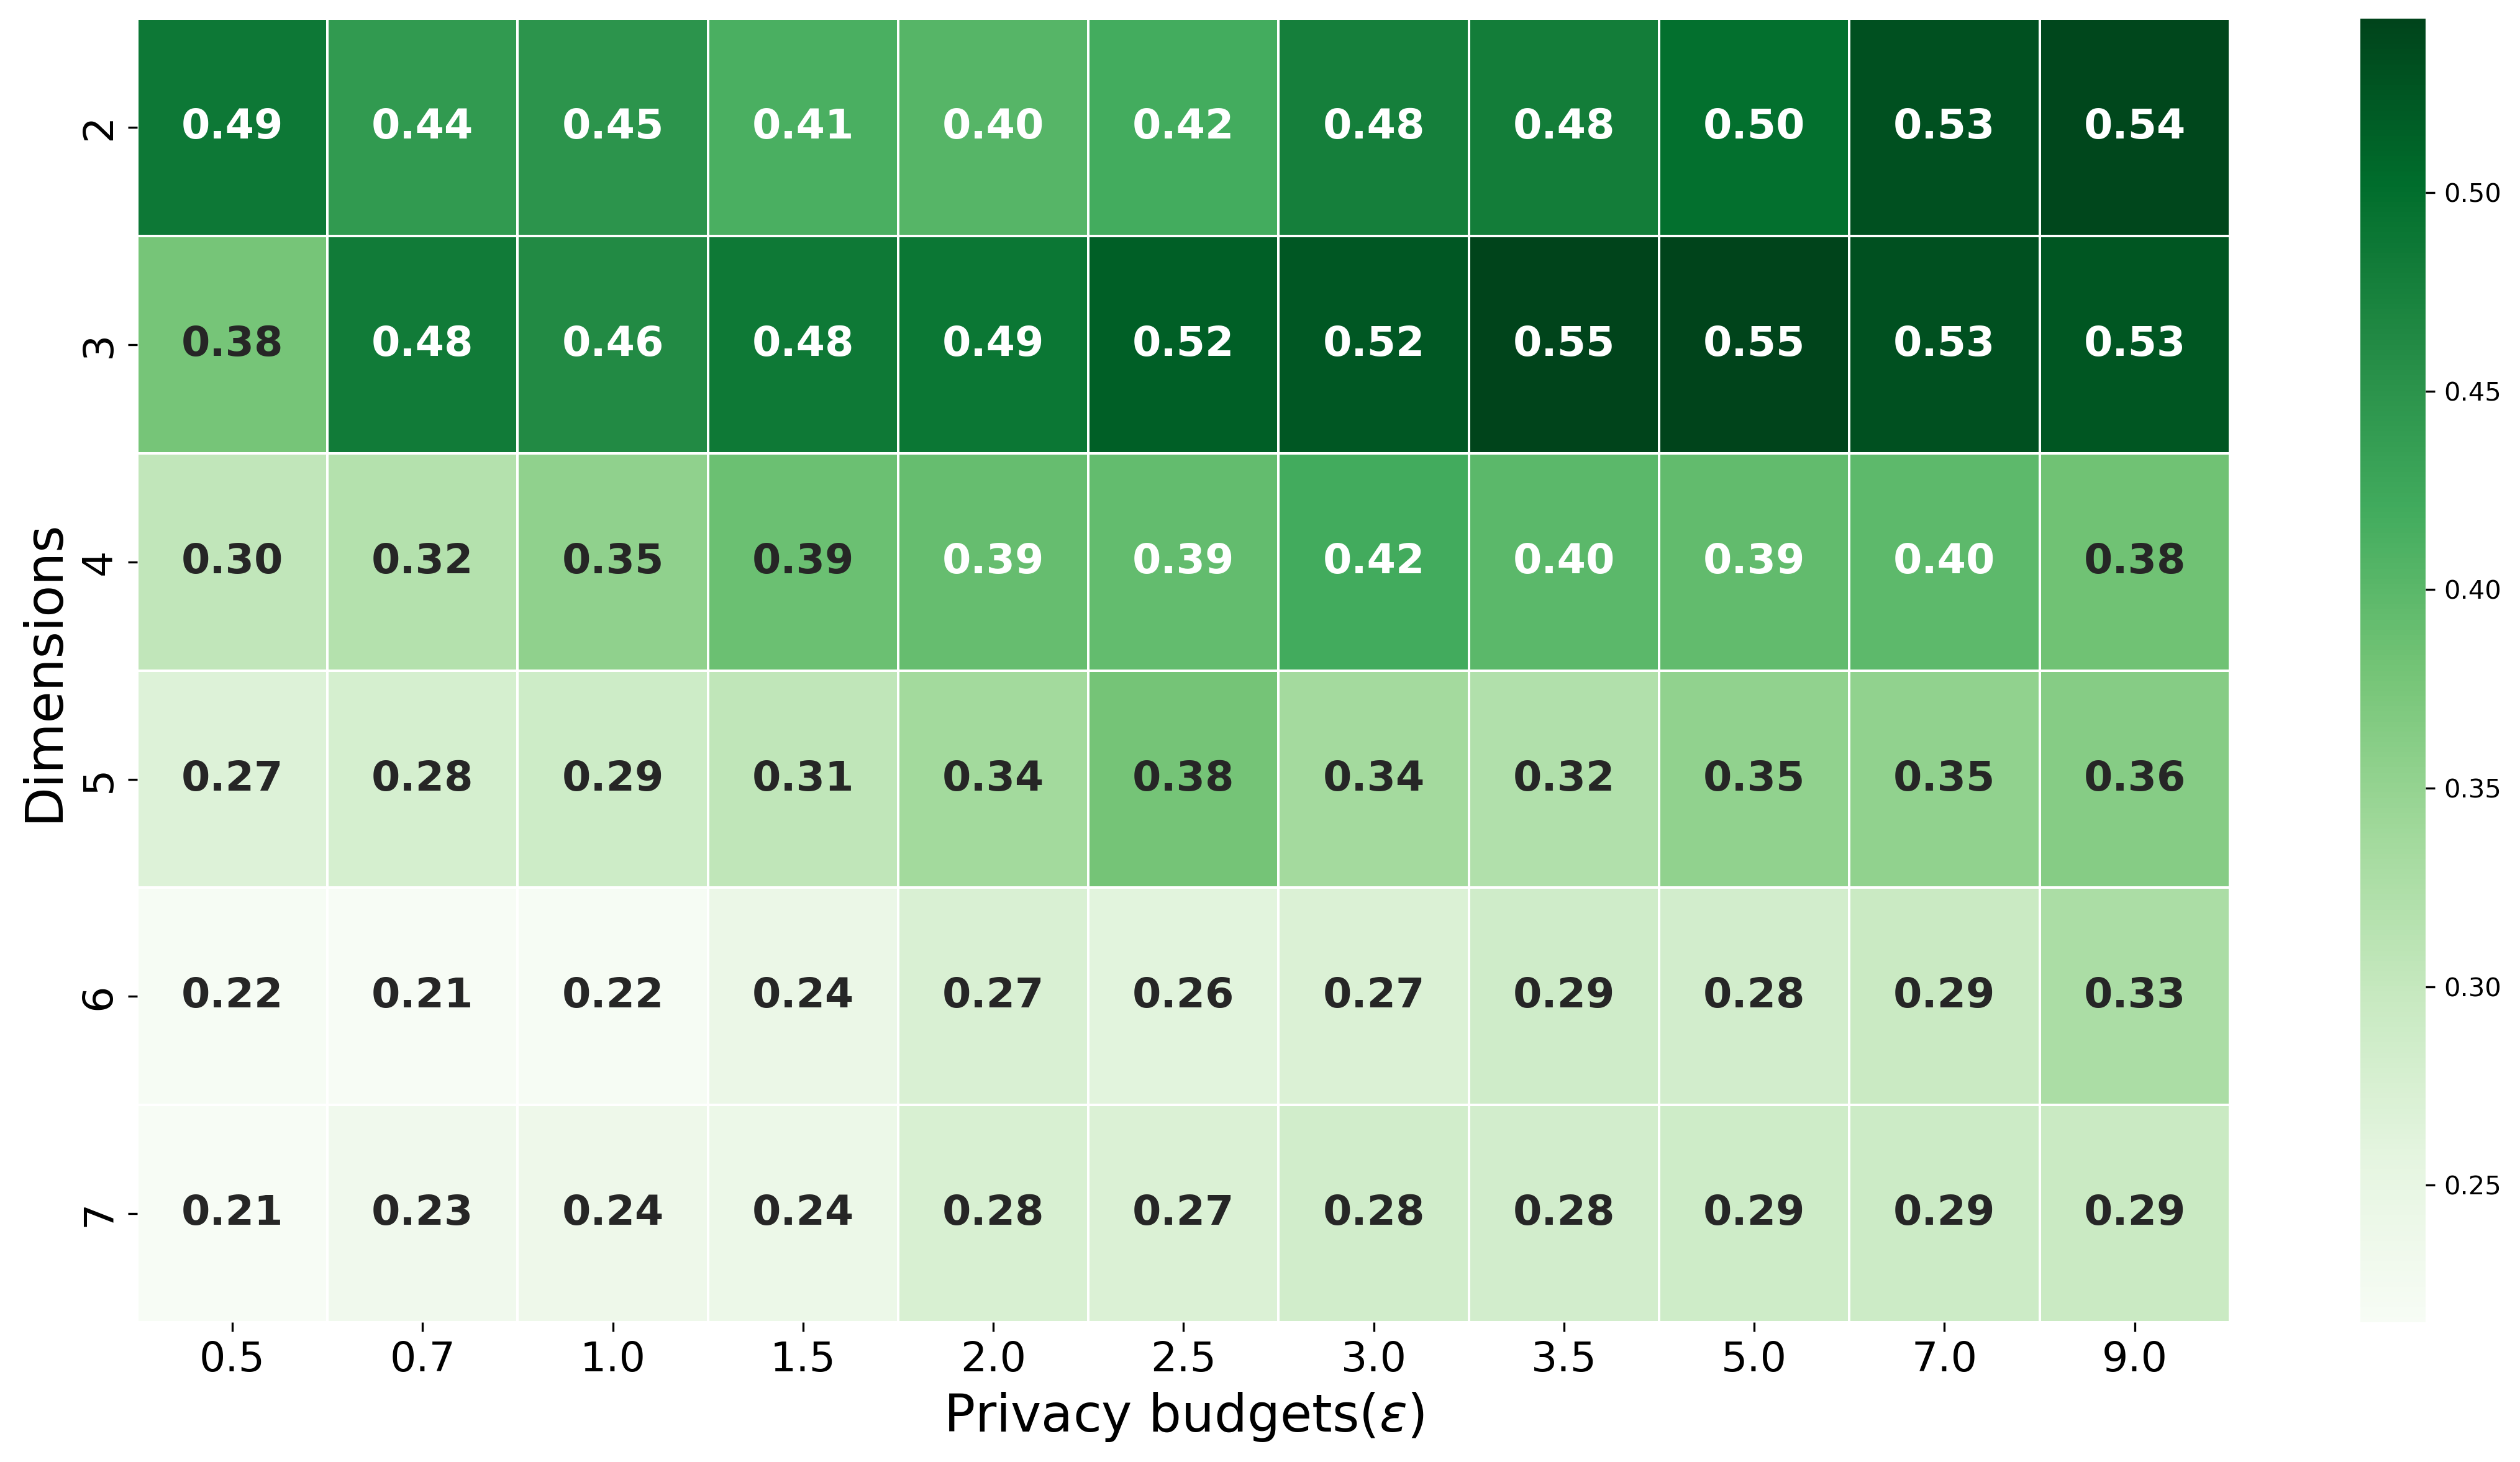 2 0.49 0.44 0.45 0.41 0.40 0.42 0.48 0.48 0.50 0.53 0.54
3 0.38 0.48 0.46 0.48 0.49 0.52 0.52 0.55 0.55 0.53 0.53
4 0.30 0.32 0.35 0.39 0.39 0.39 0.42 0.40 0.39 0.40 0.38
5 0.27 0.28 0.29 0.31 0.34 0.38 0.34 0.32 0.35 0.35 0.36
6 0.22 0.21 0.22 0.24 0.27 0.26 0.27 0.29 0.28 0.29 0.33
7 0.21 0.23 0.24 0.24 0.28 0.27 0.28 0.28 0.29 0.29 0.29
0.5 0.7 1.0 1.5 2.0 2.5 3.0 3.5 5.0 7.0 9.0
Privacy budgets(ε)
Dimensions
0.50
0.45
0.40
0.35
0.30
0.25